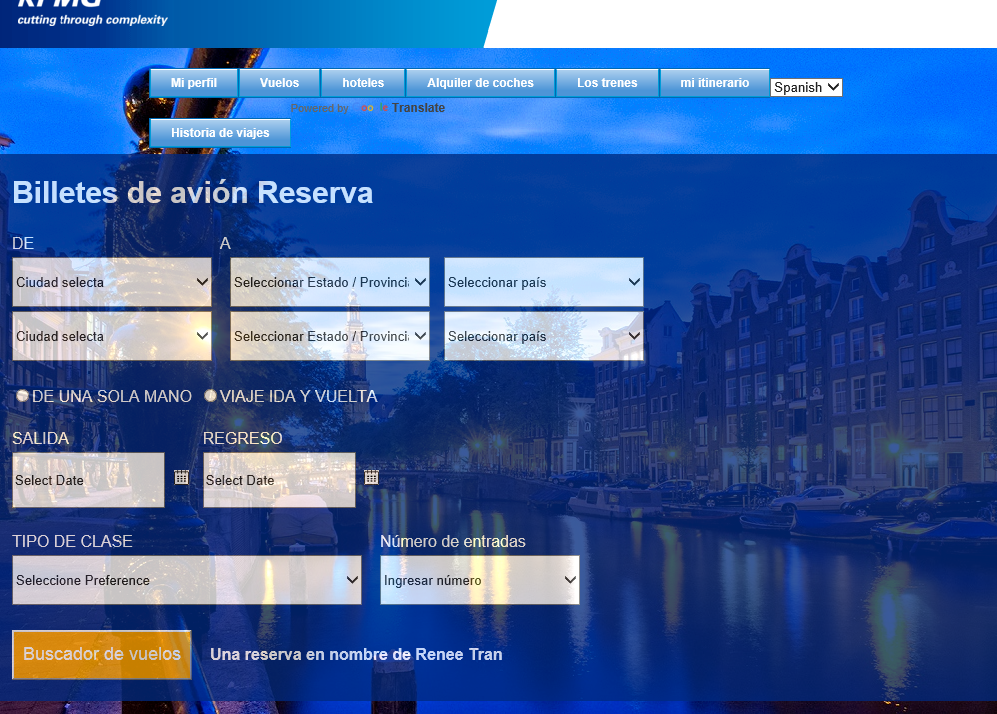 KPMG
cutting through complexity
Mi perfil Vuelos hoteles Alquiler de coches Los trenes mi itinerario Spanish
Powered by Translate
Historia de viajes
Billetes de avión Reserva
DE A
Ciudad selecta Seleccionar Estado / Provinci Seleccionar país
Ciudad selecta Seleccionar Estado / Provinci Seleccionar país
DE UNA SOLA MANO VIAJE IDA Y VUELTA
SALIDA REGRESO
Select Date Select Date
TIPO DE CLASE Número de entradas
Seleccione Preference Ingresar número
Buscador de vuelos Una reserva en nombre de Renee Tran